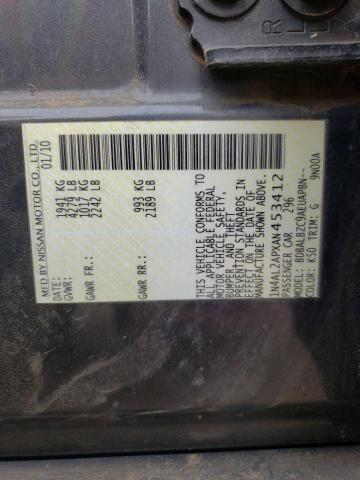 MFD BY NISSAN MOTOR CO., LTD.
01/10
GVWR: 1941 KG
4279 LB
GAWR FR: 1017 KG
2242 LB
GAWR RR: 993 KG
2189 LB
THIS VEHICLE CONFORMS TO
ALL APPLICABLE FEDERAL
MOTOR VEHICLE SAFETY,
BUMPER, AND THEFT
PREVENTION STANDARDS IN
EFFECT ON THE DATE OF
MANUFACTURE SHOWN ABOVE.
1N4AL2APXAN453412
PASSENGER CAR 296
MODEL: BDBALBZC9AEUAPBN--
COLOR: K50 TRIM: G 9N00A